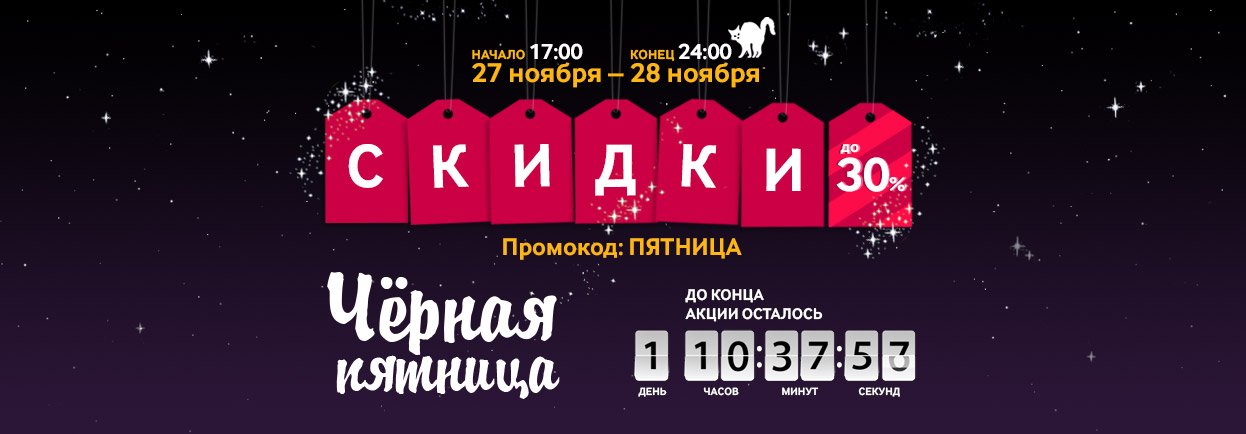 НАЧАЛО 17:00 КОНЕЦ 24:00
27 ноября – 28 ноября
СКИДКИ
до
30%
Промокод: ПЯТНИЦА
Чёрная
пятница
ДО КОНЦА
АКЦИИ ОСТАЛОСЬ
1 10:37:57
ДЕНЬ ЧАСОВ МИНУТ СЕКУНД